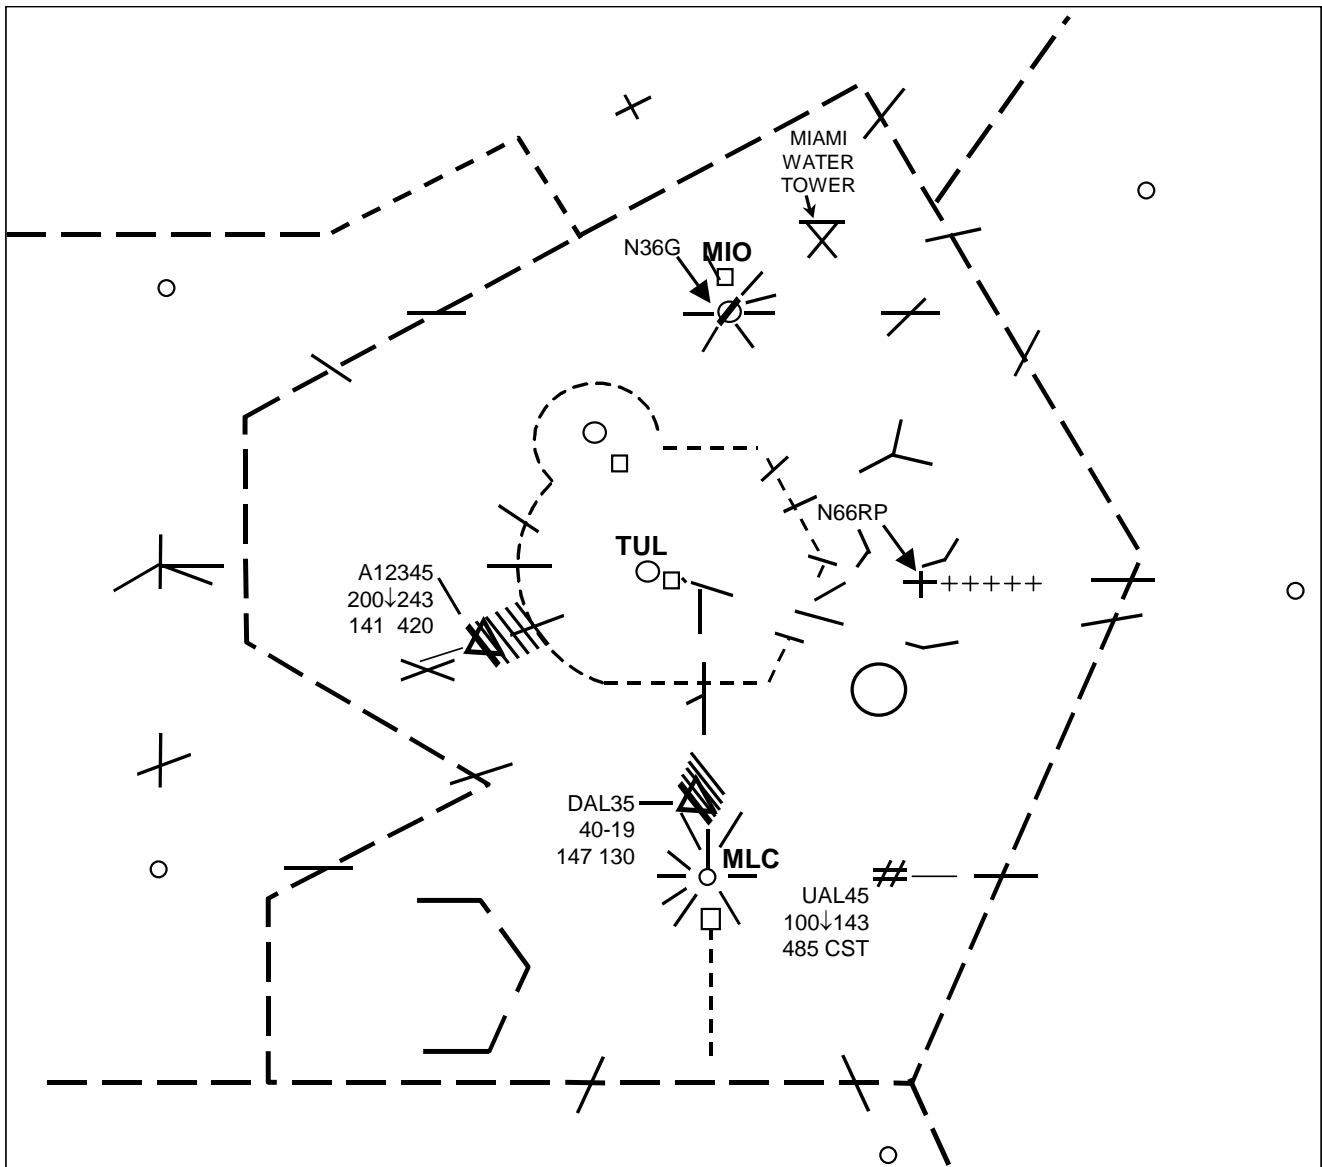 MIAMI
WATER
TOWER
N36G
MIO
N66RP
TUL
A12345
200↓243
141 420
DAL35
40-19
147 130
MLC
UAL45
100↓143
485 CST